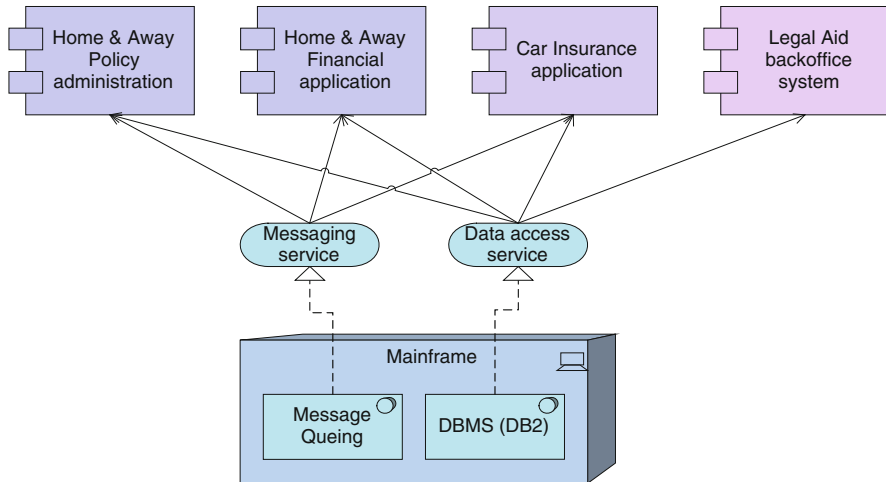 Home & Away
Policy
administration
Home & Away
Financial
application
Car Insurance
application
Legal Aid
backoffice
system
Messaging
service
Data access
service
Mainframe
Message
Queing
DBMS (DB2)